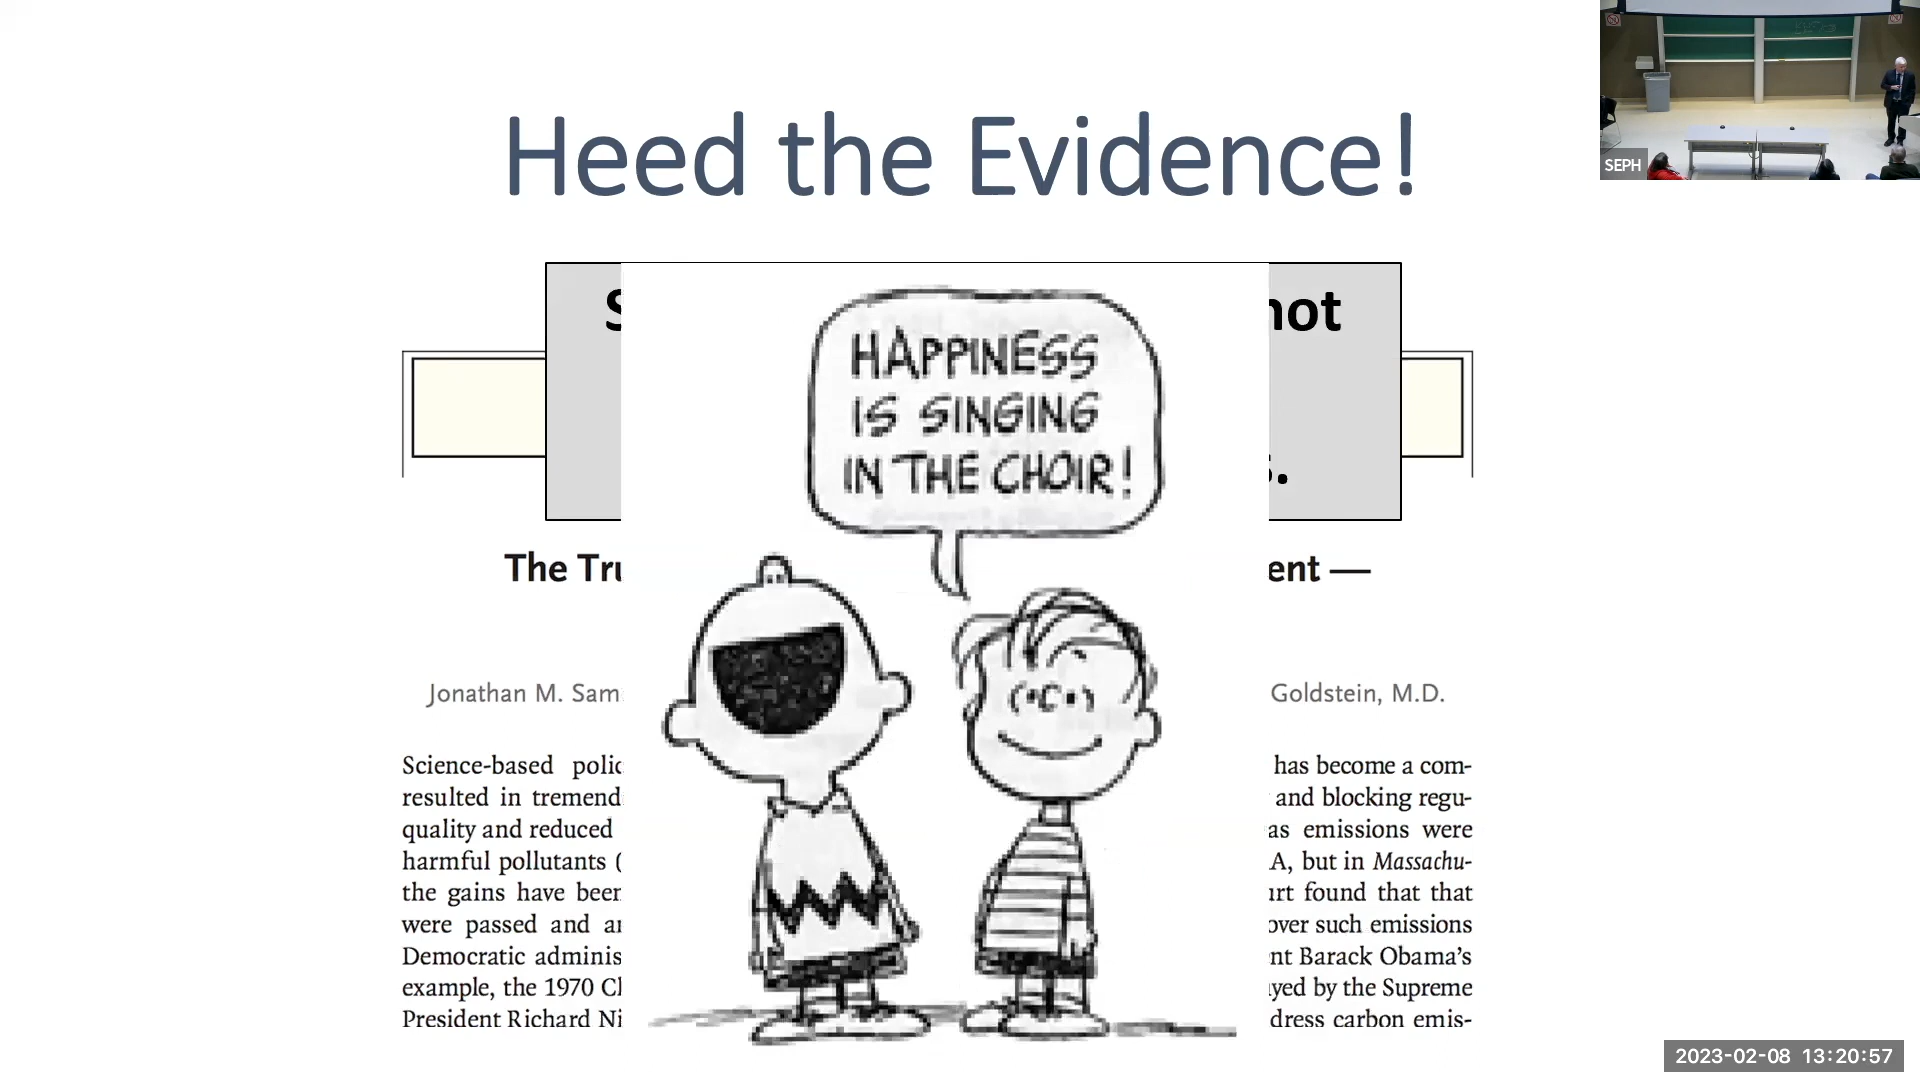 Heed the Evidence!
SEPH
not
HAPPINESS
IS SINGING
IN THE CHOIR!
The Tru
ent —
Jonathan M. Sam
Goldstein, M.D.
Science-based polic
resulted in tremend
quality and reduced
harmful pollutants (
the gains have been
were passed and an
Democratic adminis
example, the 1970 Cl
President Richard Ni
has become a com-
and blocking regu-
as emissions were
A, but in Massachu-
urt found that that
over such emissions
nt Barack Obama’s
yed by the Supreme
dress carbon emis-
2023-02-08 13:20:57